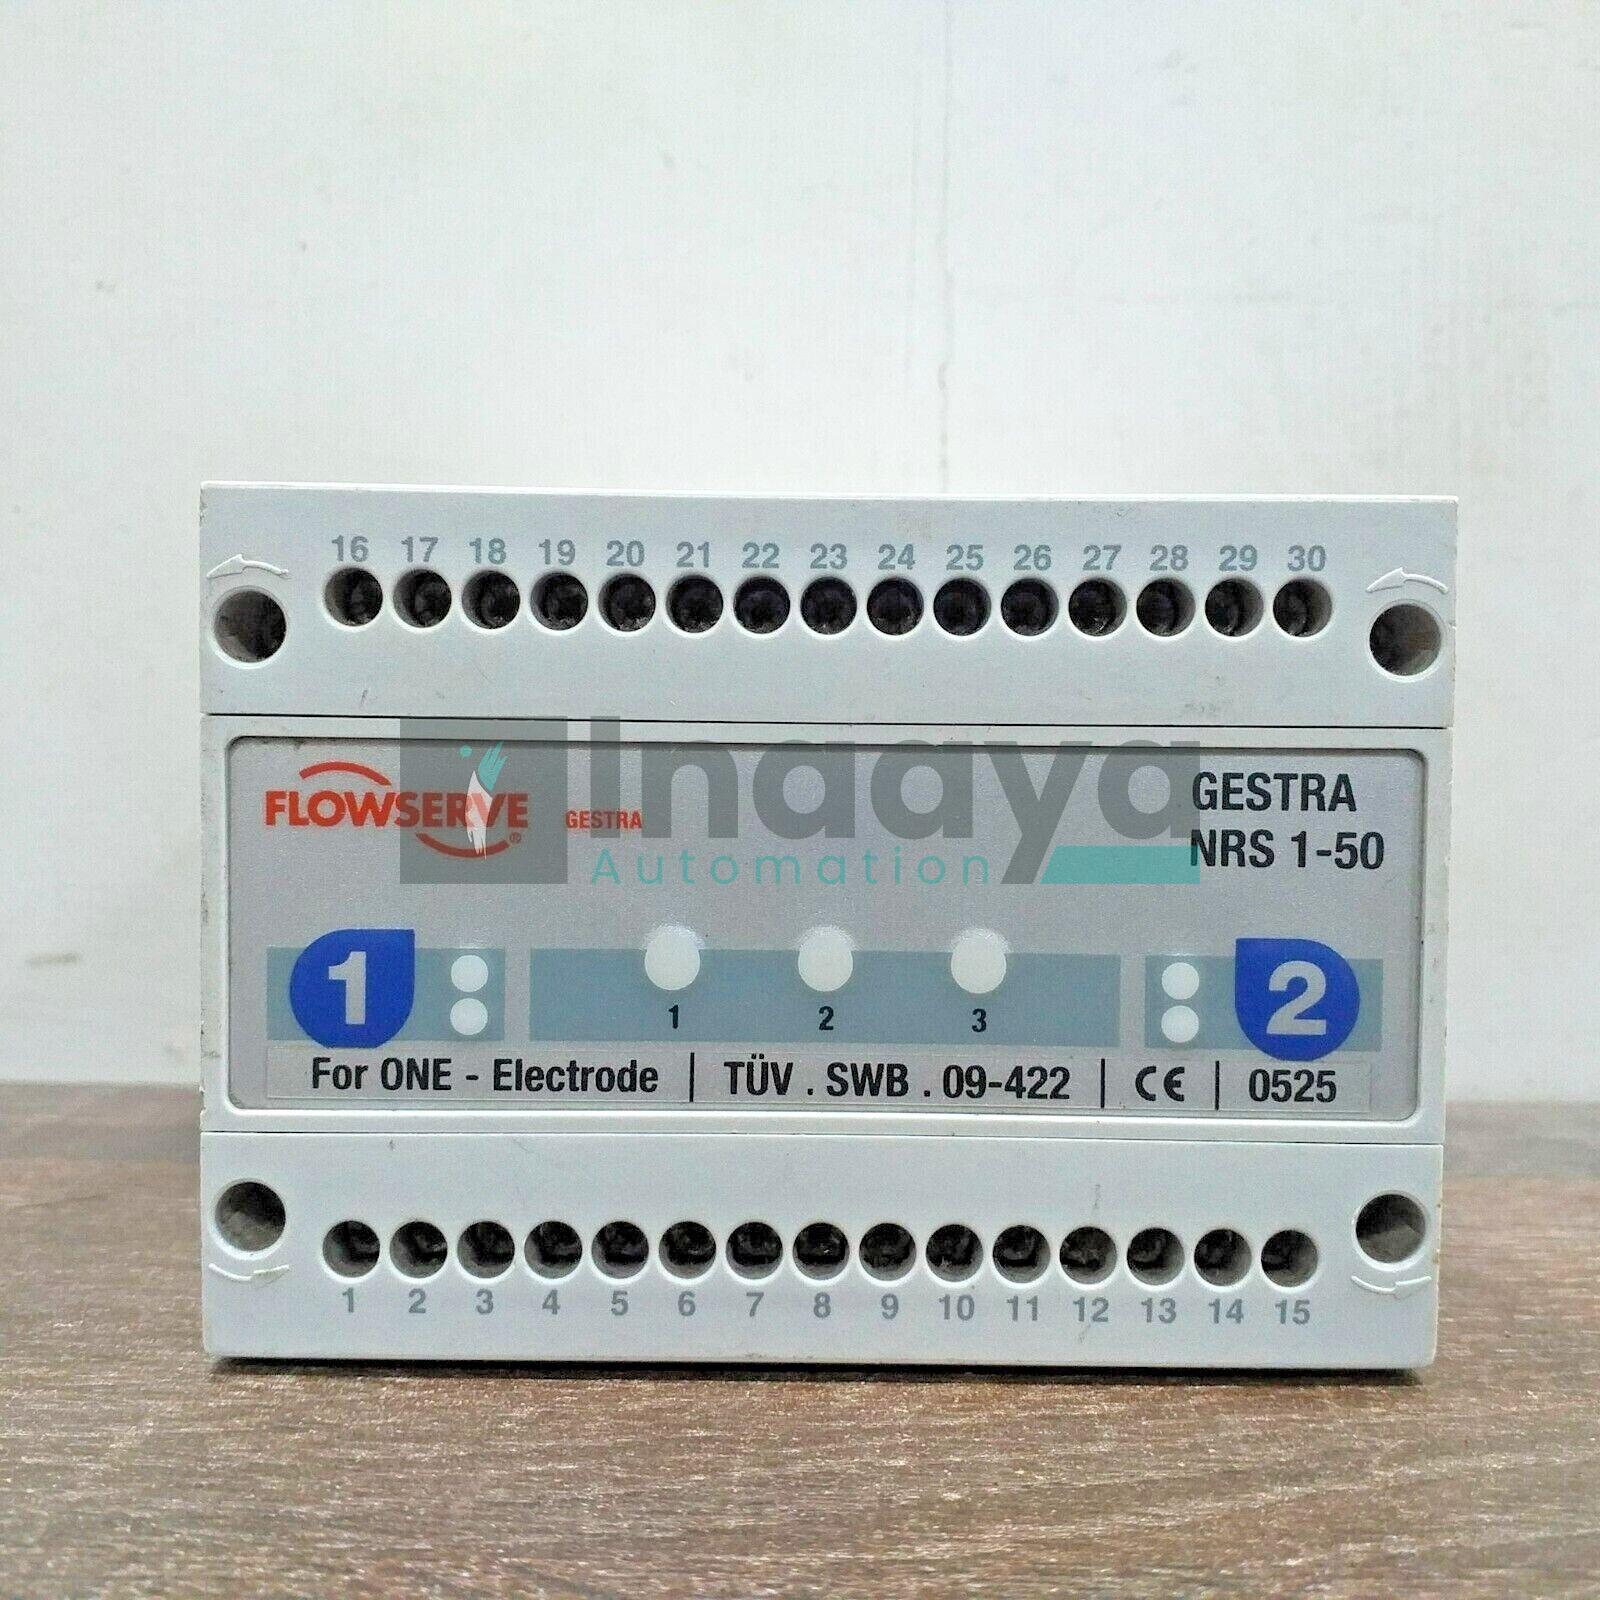 16 17 18 19 20 21 22 23 24 25 26 27 28 29 30
Inaaya
Automation
FLOWSERVE ®
GESTRA
GESTRA
NRS 1-50
1
1 2 3
2
For ONE - Electrode | TÜV . SWB . 09-422 | CE | 0525
1 2 3 4 5 6 7 8 9 10 11 12 13 14 15